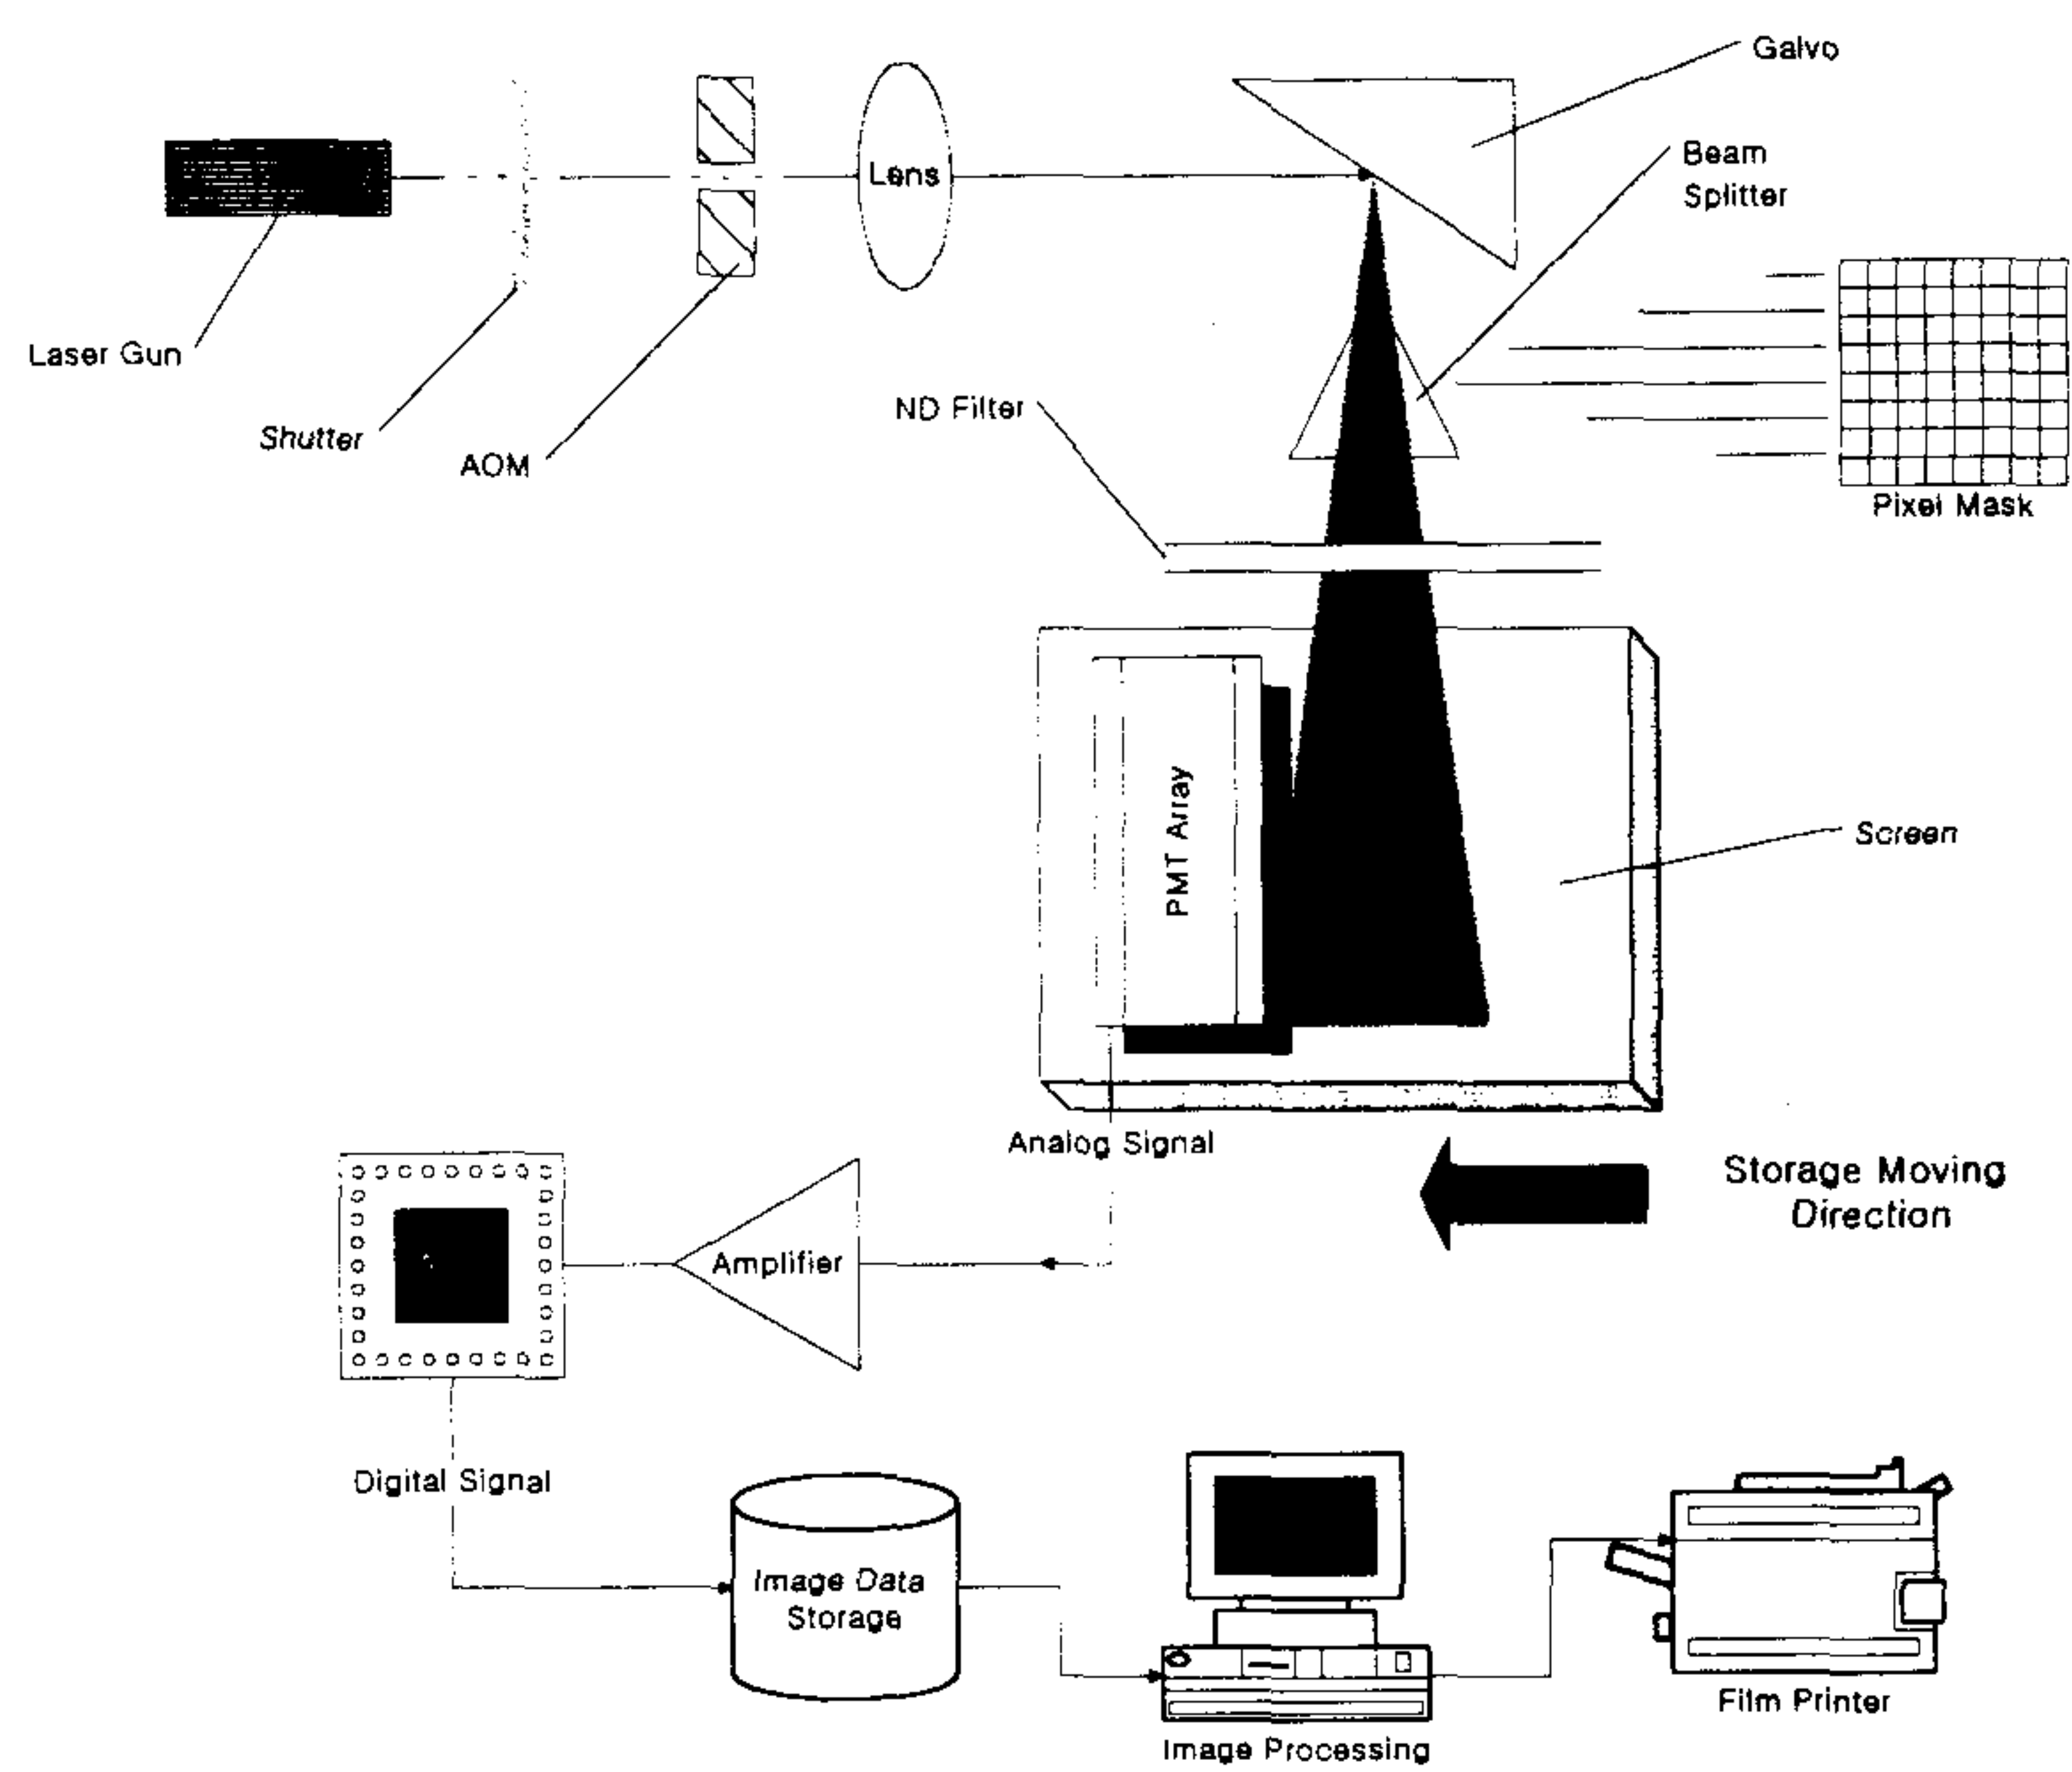 Galvo
Beam
Splitter
Lens
Laser Gun
Shutter
AOM
ND Filter
Pixel Mask
PMT Array
Screen
Analog Signal
Storage Moving
Direction
Amplifier
Digital Signal
Image Data
Storage
Film Printer
Image Processing